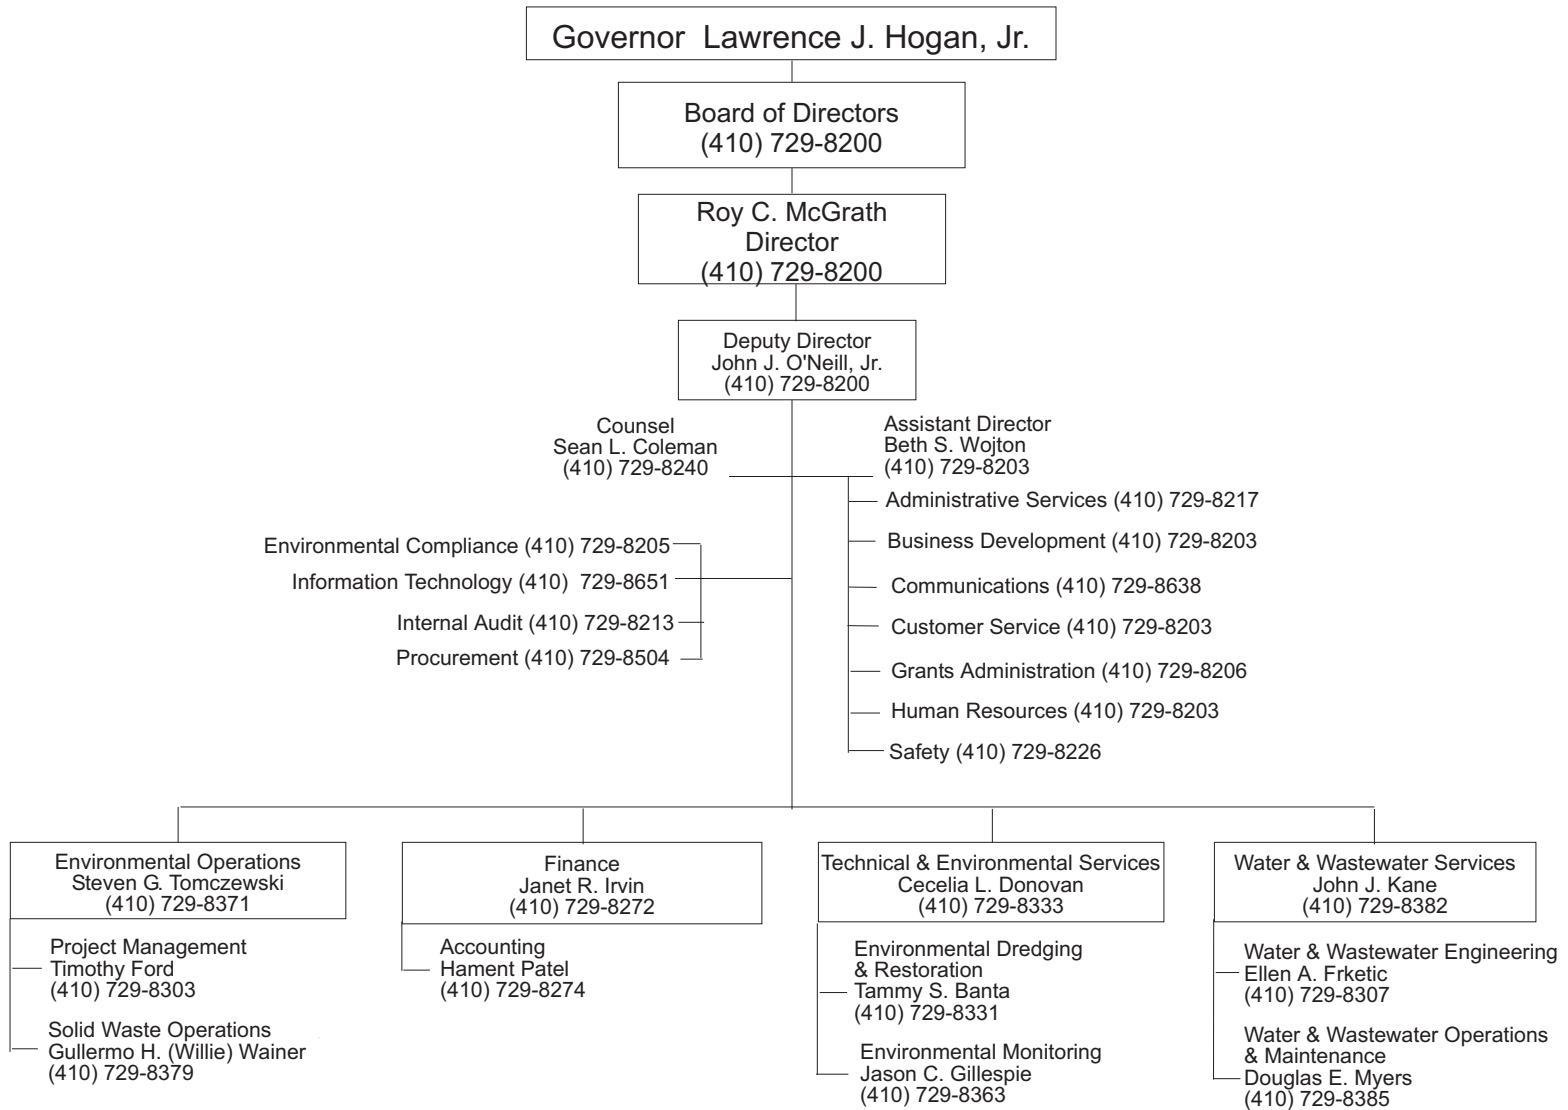 Governor Lawrence J. Hogan, Jr.
Board of Directors
(410) 729-8200
Roy C. McGrath
Director
(410) 729-8200
Deputy Director
John J. O'Neill, Jr.
(410) 729-8200
Counsel
Sean L. Coleman
(410) 729-8240
Assistant Director
Beth S. Wojton
(410) 729-8203
Administrative Services (410) 729-8217
Business Development (410) 729-8203
Communications (410) 729-8638
Customer Service (410) 729-8203
Grants Administration (410) 729-8206
Human Resources (410) 729-8203
Safety (410) 729-8226
Environmental Compliance (410) 729-8205
Information Technology (410) 729-8651
Internal Audit (410) 729-8213
Procurement (410) 729-8504
Environmental Operations
Steven G. Tomczewski
(410) 729-8371
Project Management
Timothy Ford
(410) 729-8303
Solid Waste Operations
Gullermo H. (Willie) Wainer
(410) 729-8379
Finance
Janet R. Irvin
(410) 729-8272
Accounting
Hament Patel
(410) 729-8274
Technical & Environmental Services
Cecelia L. Donovan
(410) 729-8333
Environmental Dredging
& Restoration
Tammy S. Banta
(410) 729-8331
Environmental Monitoring
Jason C. Gillespie
(410) 729-8363
Water & Wastewater Services
John J. Kane
(410) 729-8382
Water & Wastewater Engineering
Ellen A. Frketic
(410) 729-8307
Water & Wastewater Operations
& Maintenance
Douglas E. Myers
(410) 729-8385